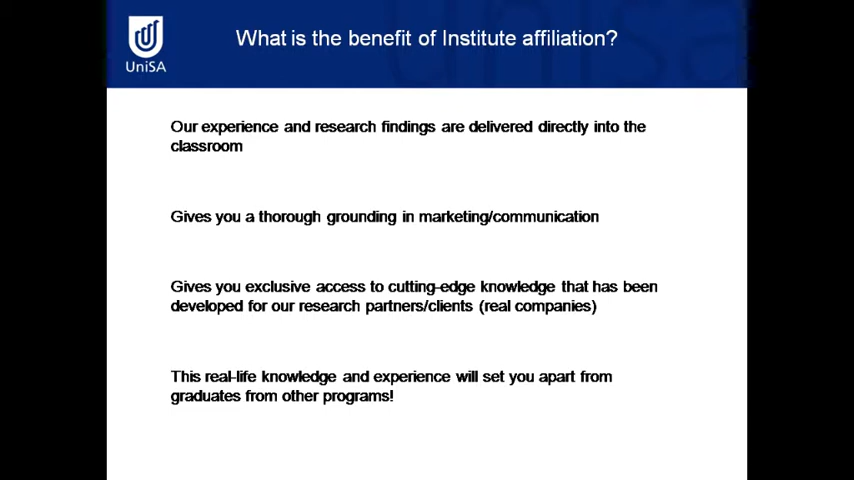 What is the benefit of Institute affiliation?
UniSA
Our experience and research findings are delivered directly into the
classroom
Gives you a thorough grounding in marketing/communication
Gives you exclusive access to cutting-edge knowledge that has been
developed for our research partners/clients (real companies)
This real-life knowledge and experience will set you apart from
graduates from other programs!